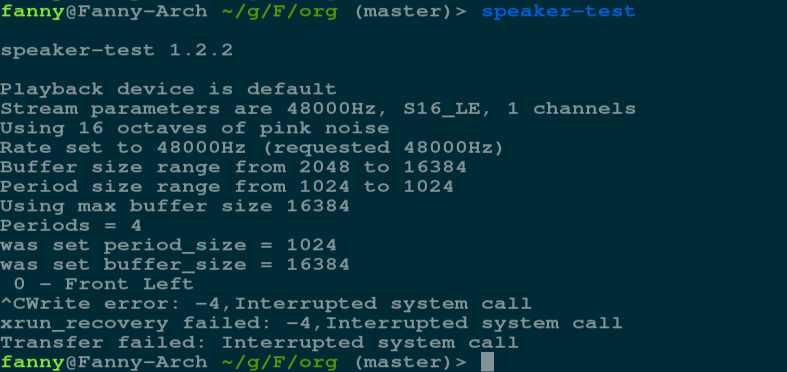 fanny@Fanny-Arch ~/g/F/org (master)> speaker-test
speaker-test 1.2.2
Playback device is default
Stream parameters are 48000Hz, S16_LE, 1 channels
Using 16 octaves of pink noise
Rate set to 48000Hz (requested 48000Hz)
Buffer size range from 2048 to 16384
Period size range from 1024 to 1024
Using max buffer size 16384
Periods = 4
was set period_size = 1024
was set buffer_size = 16384
 0 - Front Left
^CWrite error: -4,Interrupted system call
xrun_recovery failed: -4,Interrupted system call
Transfer failed: Interrupted system call
fanny@Fanny-Arch ~/g/F/org (master)>